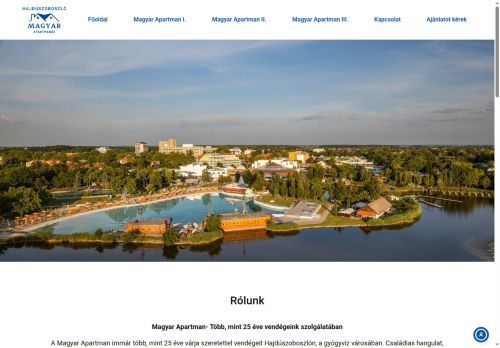 HAJDÚSZOBOSZLÓ
MAGYAR
APARTMANOK
Főoldal
Magyar Apartman I.
Magyar Apartman II.
Magyar Apartman III.
Kapcsolat
Ajánlatot kérek
Rólunk
Magyar Apartman- Több, mint 25 éve vendégeink szolgálatában
A Magyar Apartman immár több, mint 25 éve várja szeretettel vendégeit Hajdúszoboszlón, a gyógyvíz városában. Családias hangulat,